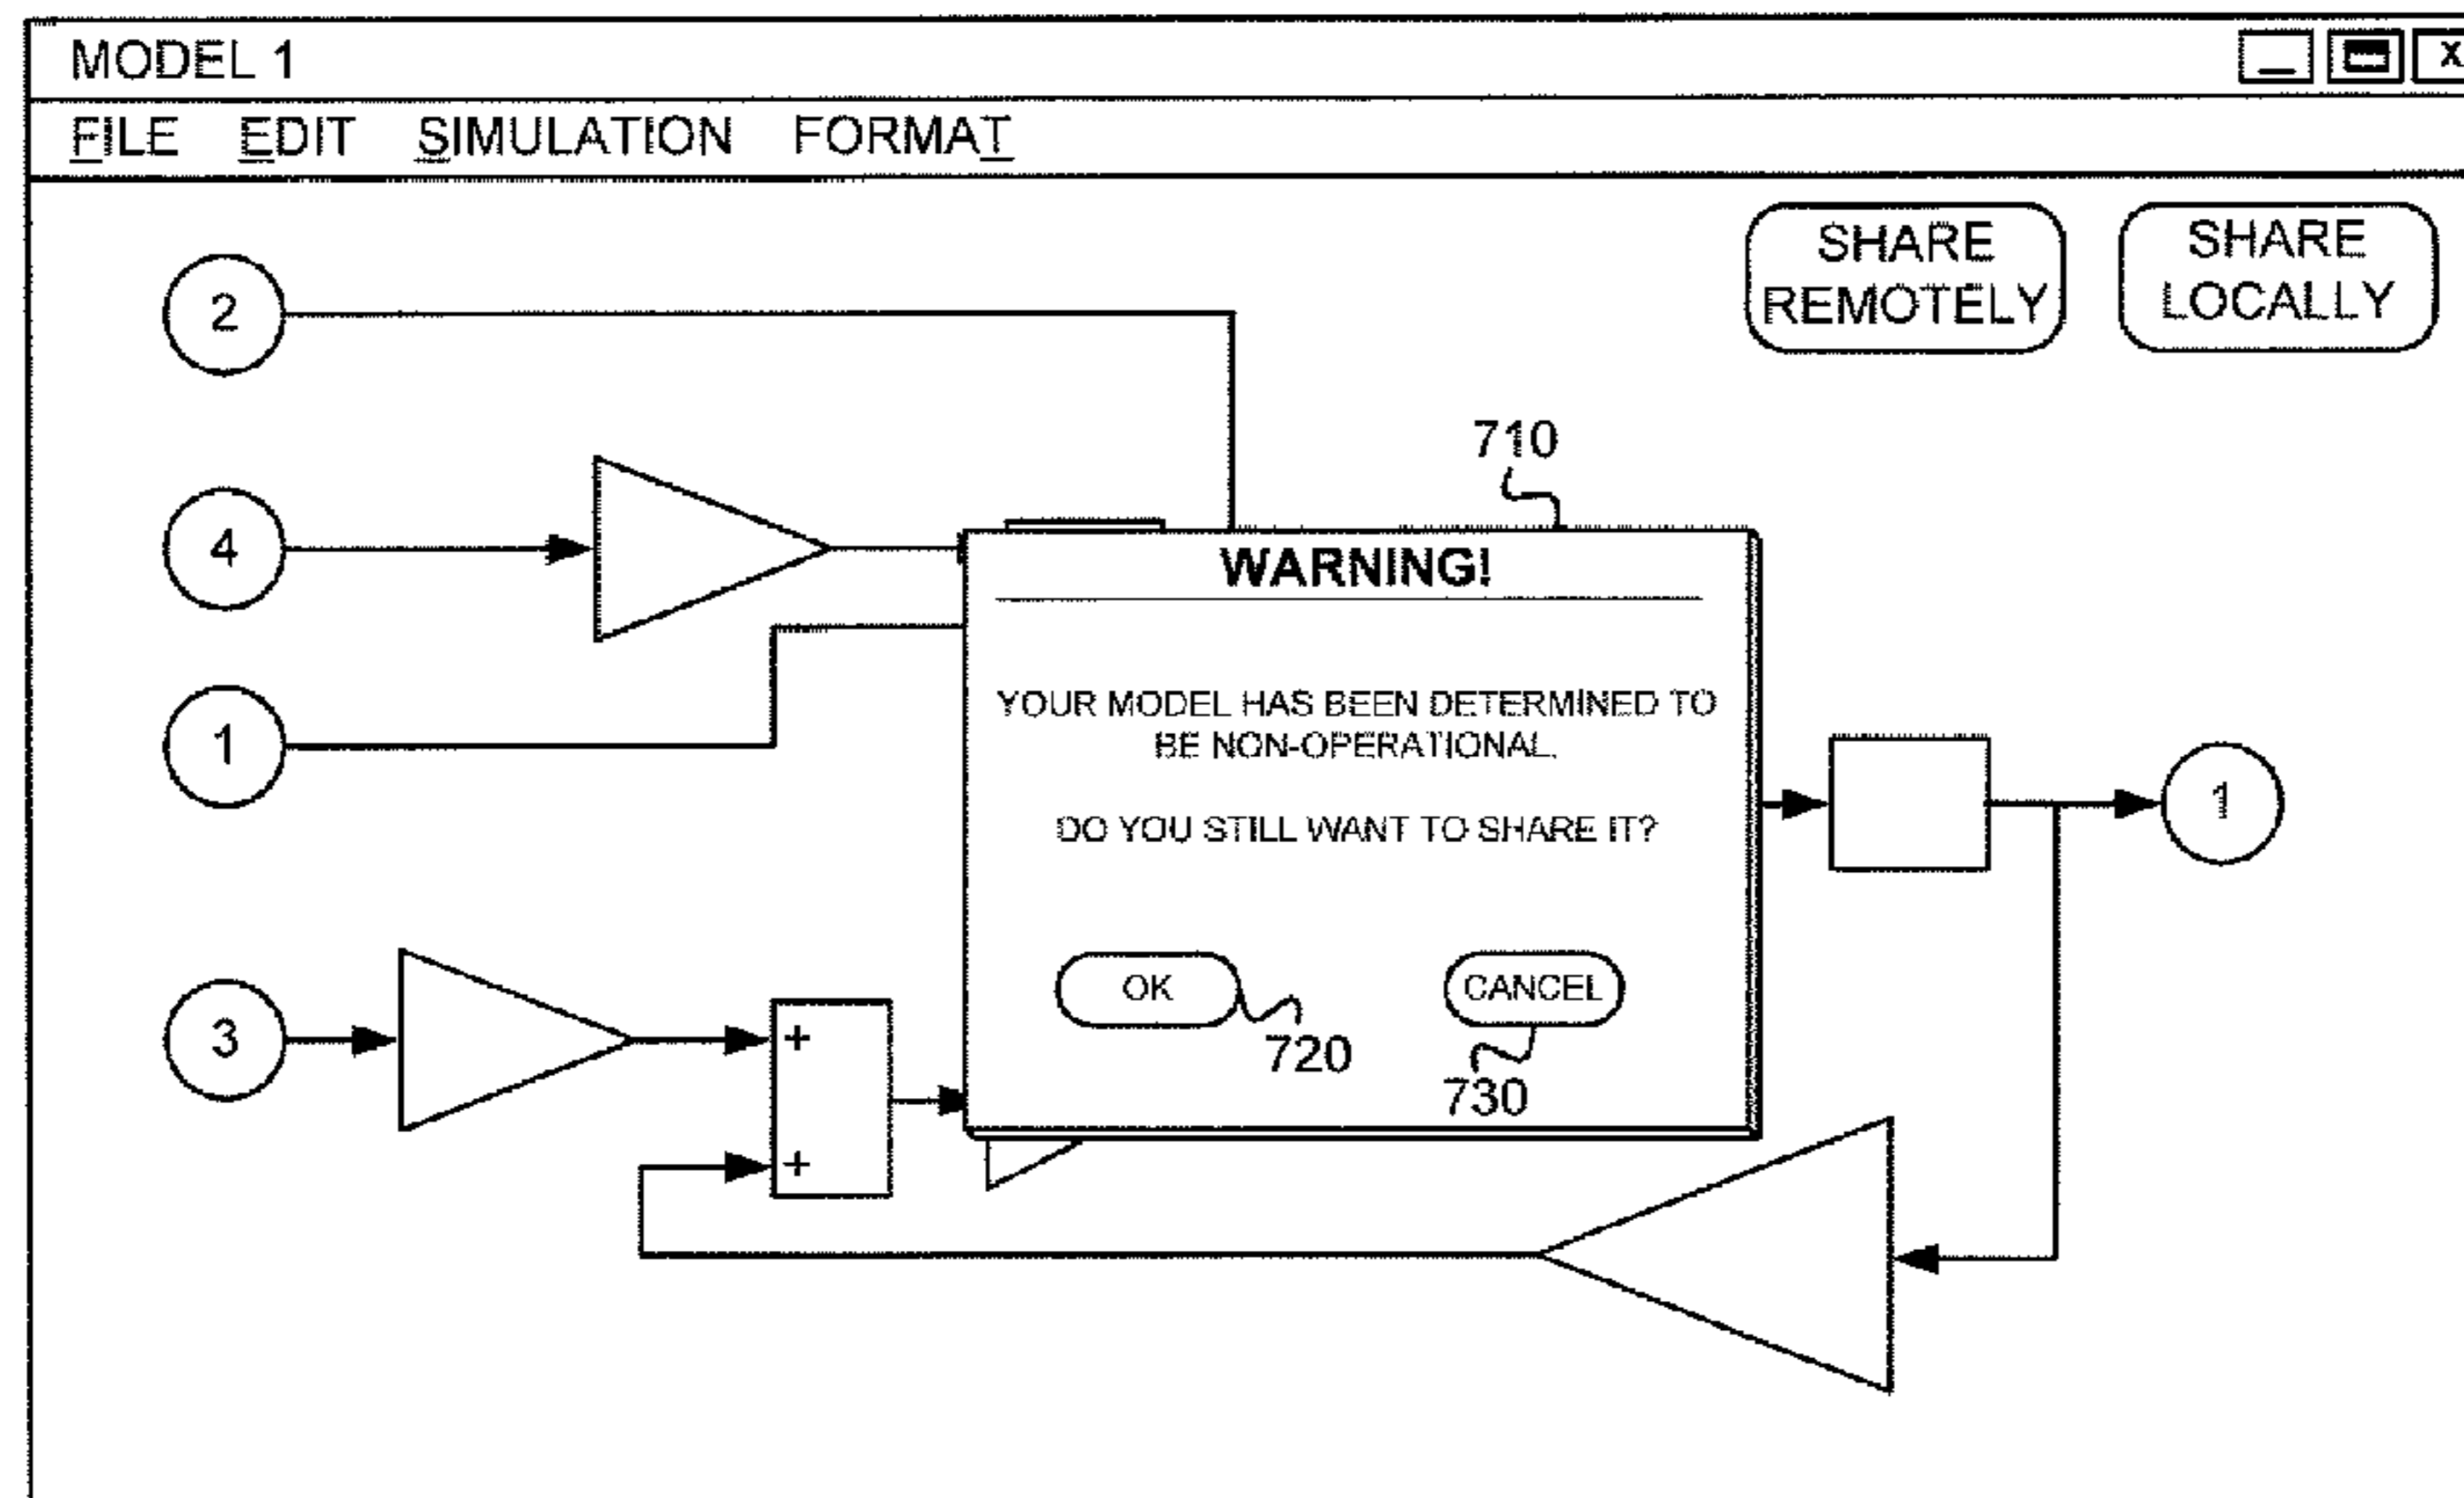 MODEL 1
X
FILE EDIT SIMULATION FORMAT
SHARE
REMOTELY
SHARE
LOCALLY
2
710
4
WARNING!
YOUR MODEL HAS BEEN DETERMINED TO
BE NON-OPERATIONAL.
DO YOU STILL WANT TO SHARE IT?
1
1
OK
CANCEL
720
730
3
+
+